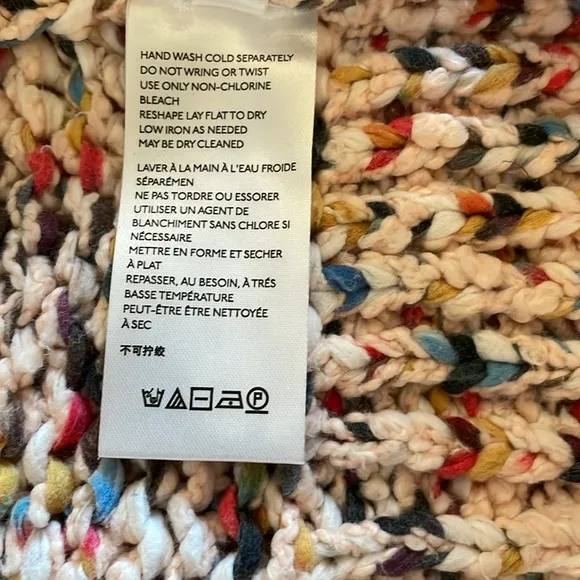 HAND WASH COLD SEPARATELY
DO NOT WRING OR TWIST
USE ONLY NON-CHLORINE
BLEACH
RESHAPE LAY FLAT TO DRY
LOW IRON AS NEEDED
MAY BE DRY CLEANED
LAVER À LA MAIN À L'EAU FROIDE
SÉPARÉMEN
NE PAS TORDRE OU ESSORER
UTILISER UN AGENT DE
BLANCHIMENT SANS CHLORE SI
NÉCESSAIRE
METTRE EN FORME ET SECHER
À PLAT
REPASSER, AU BESOIN, À TRÉS
BASSE TEMPÉRATURE
PEUT-ÊTRE ÊTRE NETTOYÉE
À SEC
不可拧绞
P